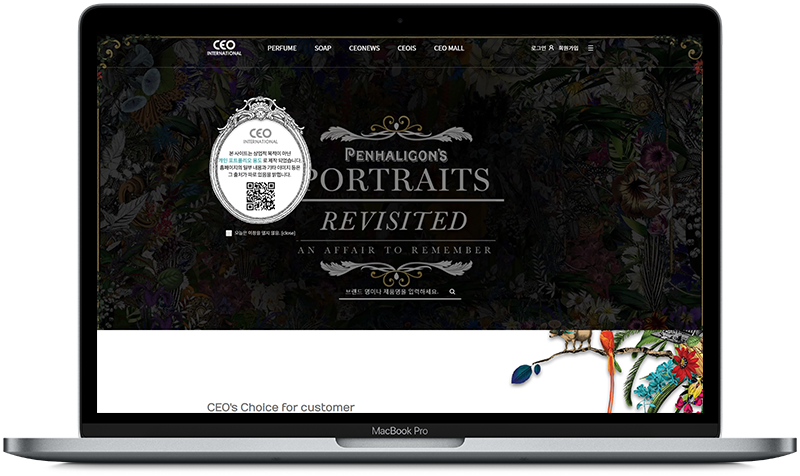 CEO
INTERNATIONAL
PERFUME SOAP CEONEWS CEOIS CEO MALL
로그인 회원가입
CEO
INTERNATIONAL
본 사이트는 상업적 목적이 아닌
개인 포트폴리오 용도로 제작 되었습니다.
홈페이지의 일부 내용과 기타 이미지 등은
그 출처가 따로 있음을 밝힙니다.
오늘은 이창을 열지 않음. [close]
PENHALIGON'S
PORTRAITS
REVISITED
AN AFFAIR TO REMEMBER
브랜드 명이나 제품명을 입력하세요.
CEO's Choice for customer
MacBook Pro